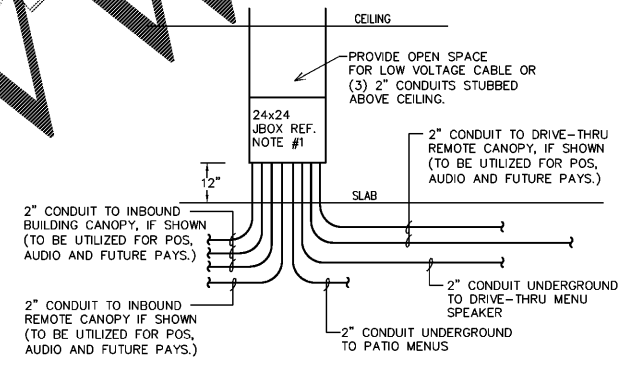 CEILING
PROVIDE OPEN SPACE
FOR LOW VOLTAGE CABLE OR
(3) 2" CONDUITS STUBBED
ABOVE CEILING.
24x24
JBOX REF.
NOTE #1
2" CONDUIT TO DRIVE-THRU
REMOTE CANOPY, IF SHOWN
(TO BE UTILIZED FOR POS,
AUDIO AND FUTURE PAYS.)
12"
SLAB
2" CONDUIT TO INBOUND
BUILDING CANOPY, IF SHOWN
(TO BE UTILIZED FOR POS,
AUDIO AND FUTURE PAYS.)
2" CONDUIT UNDERGROUND
TO DRIVE-THRU MENU
SPEAKER
2" CONDUIT TO INBOUND
REMOTE CANOPY IF SHOWN
(TO BE UTILIZED FOR POS,
AUDIO AND FUTURE PAYS.)
2" CONDUIT UNDERGROUND
TO PATIO MENUS